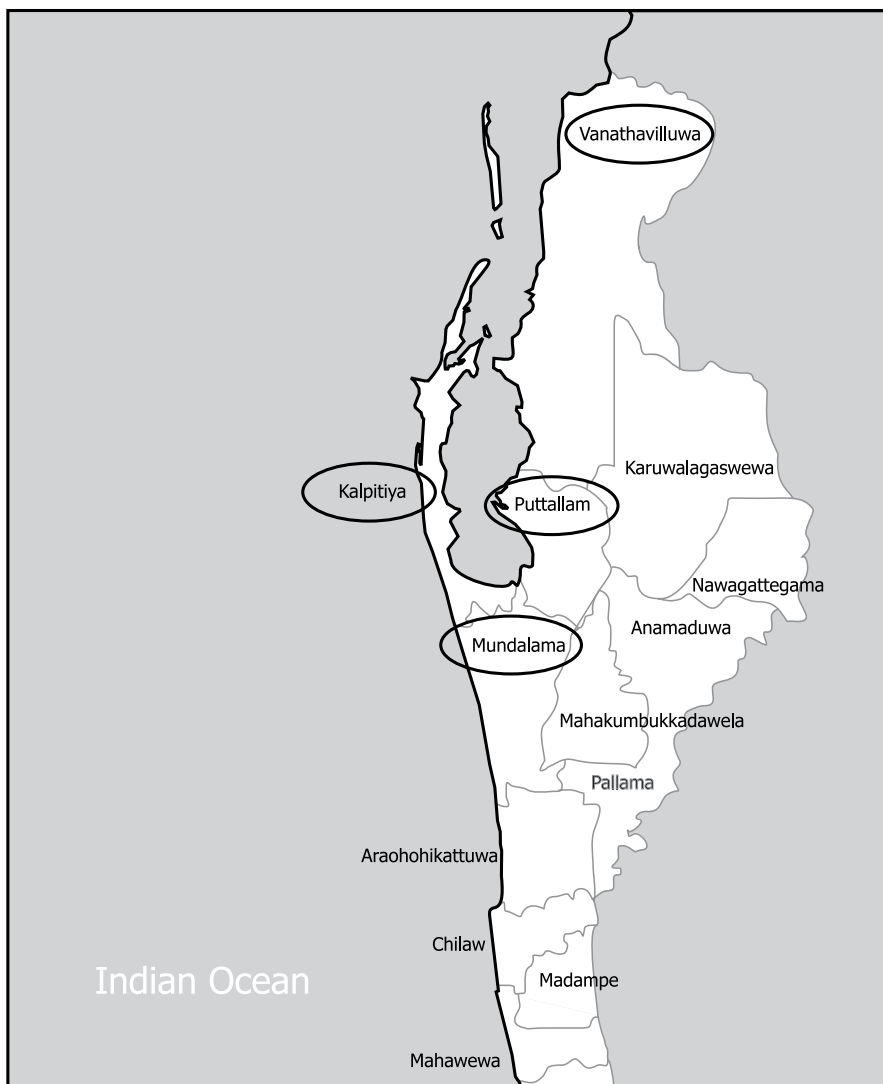 Vanathavilluwa
Karuwalagaswewa
Kalpitiya
Puttallam
Nawagattegama
Anamaduwa
Mundalama
Mahakumbukkadawela
Pallama
Araohohikattuwa
Chilaw
Indian Ocean
Madampe
Mahawewa